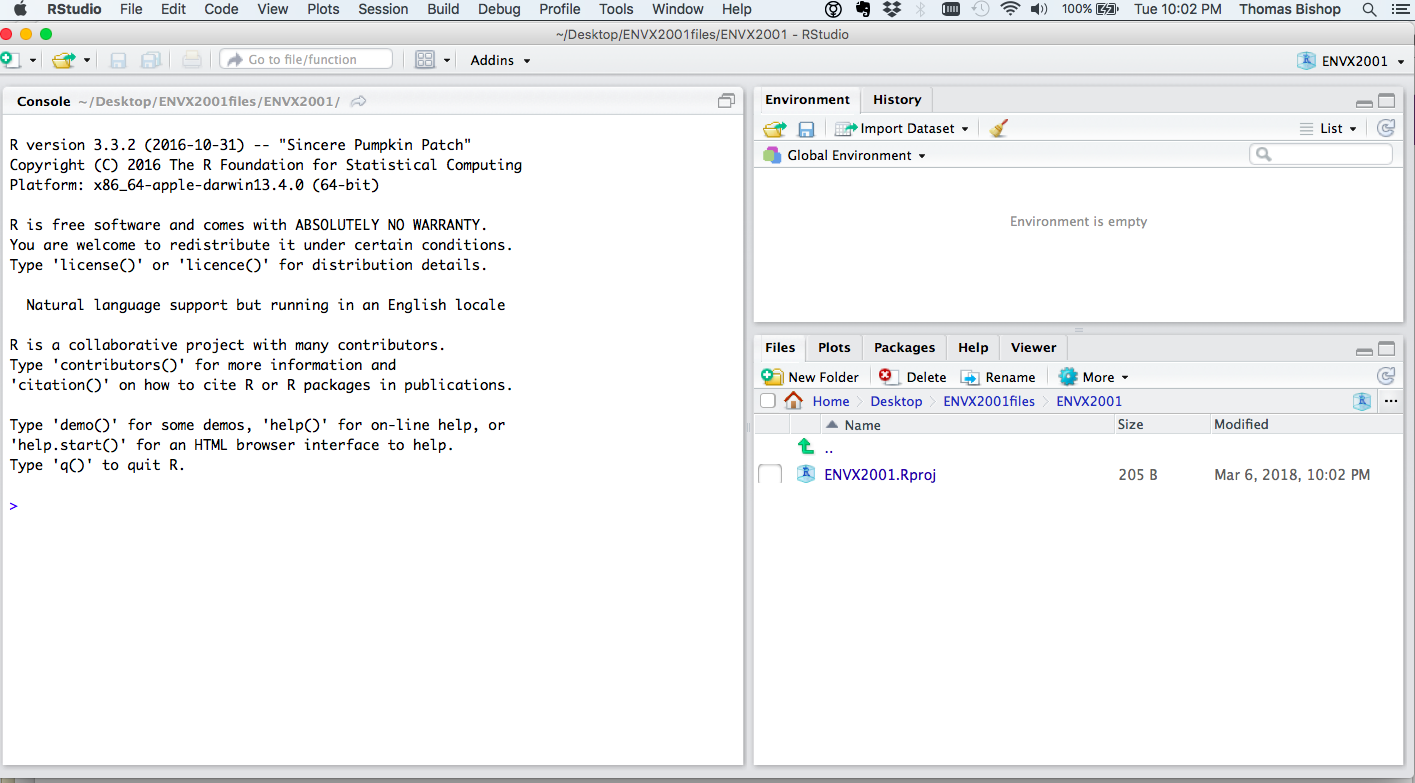 RStudio File Edit Code View Plots Session Build Debug Profile Tools Window Help 100% Tue 10:02 PM Thomas Bishop
~/Desktop/ENVX2001files/ENVX2001 - RStudio
Go to file/function Addins ENVX2001
Console ~/Desktop/ENVX2001files/ENVX2001/
R version 3.3.2 (2016-10-31) -- "Sincere Pumpkin Patch"
Copyright (C) 2016 The R Foundation for Statistical Computing
Platform: x86_64-apple-darwin13.4.0 (64-bit)
R is free software and comes with ABSOLUTELY NO WARRANTY.
You are welcome to redistribute it under certain conditions.
Type 'license()' or 'licence()' for distribution details.
Natural language support but running in an English locale
R is a collaborative project with many contributors.
Type 'contributors()' for more information and
'citation()' on how to cite R or R packages in publications.
Type 'demo()' for some demos, 'help()' for on-line help, or
'help.start()' for an HTML browser interface to help.
Type 'q()' to quit R.
>
Environment History
Import Dataset List
Global Environment
Environment is empty
Files Plots Packages Help Viewer
New Folder Delete Rename More
Home Desktop ENVX2001files ENVX2001 ...
Name Size Modified
..
ENVX2001.Rproj 205 B Mar 6, 2018, 10:02 PM